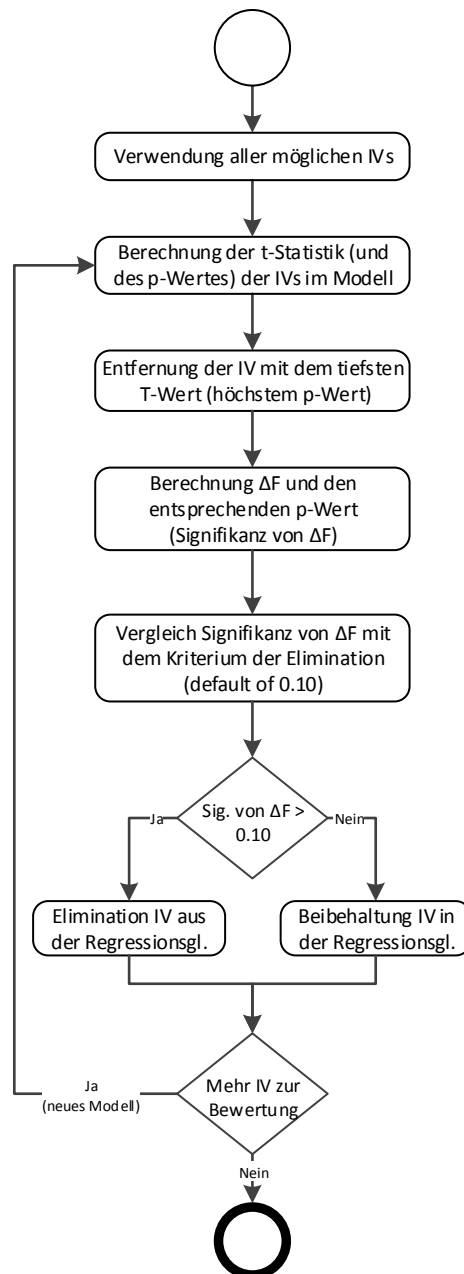 Verwendung aller möglichen IVs
Berechnung der t-Statistik (und
des p-Wertes) der IVs im Modell
Entfernung der IV mit dem tiefsten
T-Wert (höchstem p-Wert)
Berechnung ΔF und den
entsprechenden p-Wert
(Signifikanz von ΔF)
Vergleich Signifikanz von ΔF mit
dem Kriterium der Elimination
(default of 0.10)
Sig. von ΔF >
0.10
Ja
Nein
Elimination IV aus
der Regressionsgl.
Beibehaltung IV in
der Regressionsgl.
Mehr IV zur
Bewertung
Ja
(neues Modell)
Nein